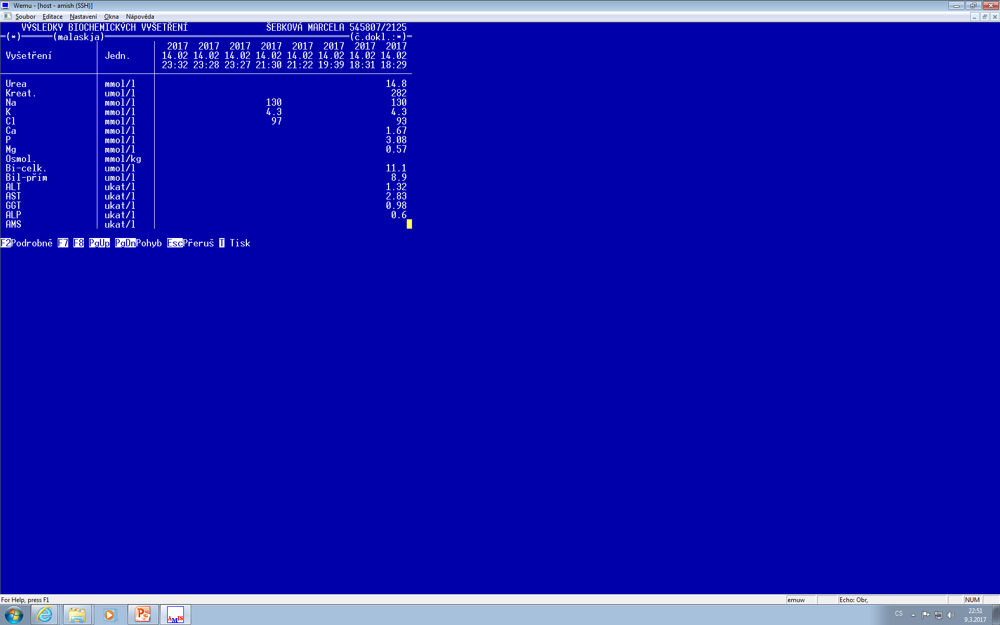 Wemu - [host - amish (SSH)]
Soubor Editace Nastavení Okna Nápověda
VÝSLEDKY BIOCHEMICKÝCH VYŠETŘENÍ ŠEBKOVÁ MARCELA 545807/2125
=(*)══════(malaskja)═══════════════════════════════════════════════(č.dokl.:*)=
2017 2017 2017 2017 2017 2017 2017 2017
Vyšetření Jedn. 14.02 14.02 14.02 14.02 14.02 14.02 14.02 14.02
23:32 23:28 23:27 21:30 21:22 19:39 18:31 18:29
Urea mmol/l 14.8
Kreat. umol/l 282
Na mmol/l 130 130
K mmol/l 4.3 4.3
Cl mmol/l 97 93
Ca mmol/l 1.67
P mmol/l 3.08
Mg mmol/l 0.57
Osmol. mmol/kg
Bi-celk. umol/l 11.1
Bil-přím umol/l 8.9
ALT ukat/l 1.32
AST ukat/l 2.83
GGT ukat/l 0.98
ALP ukat/l 0.6
AMS ukat/l
F2Podrobně F7 F8 PgUp PgDnPohyb EscPřeruš T Tisk
For Help, press F1 emuw Echo: Obr, NUM
AMIS CS 22:51
9.3.2017